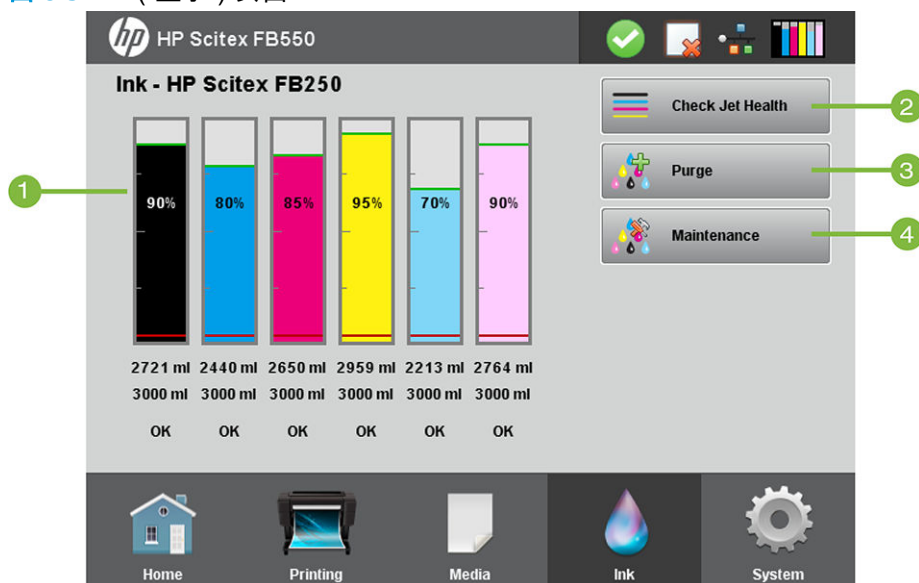 HP Scitex FB550
Ink - HP Scitex FB250
90% 80% 85% 95% 70% 90%
2721 ml 2440 ml 2650 ml 2959 ml 2213 ml 2764 ml
3000 ml 3000 ml 3000 ml 3000 ml 3000 ml 3000 ml
OK OK OK OK OK OK
1
Check Jet Health 2
Purge 3
Maintenance 4
Home Printing Media Ink System